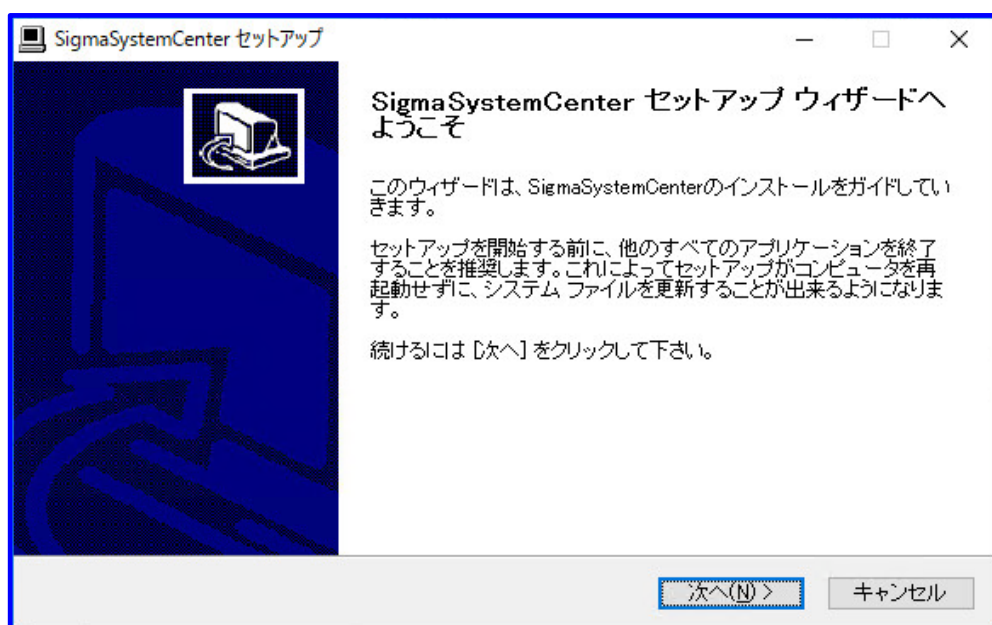 SigmaSystemCenter セットアップ
SigmaSystemCenter セットアップ ウィザードへ
ようこそ
このウィザードは、SigmaSystemCenterのインストールをガイドしてい
きます。
セットアップを開始する前に、他のすべてのアプリケーションを終了
することを推奨します。これによってセットアップがコンピュータを再
起動せずに、システム ファイルを更新することが出来るようになりま
す。
続けるには [次へ] をクリックして下さい。
次へ(N) >
キャンセル